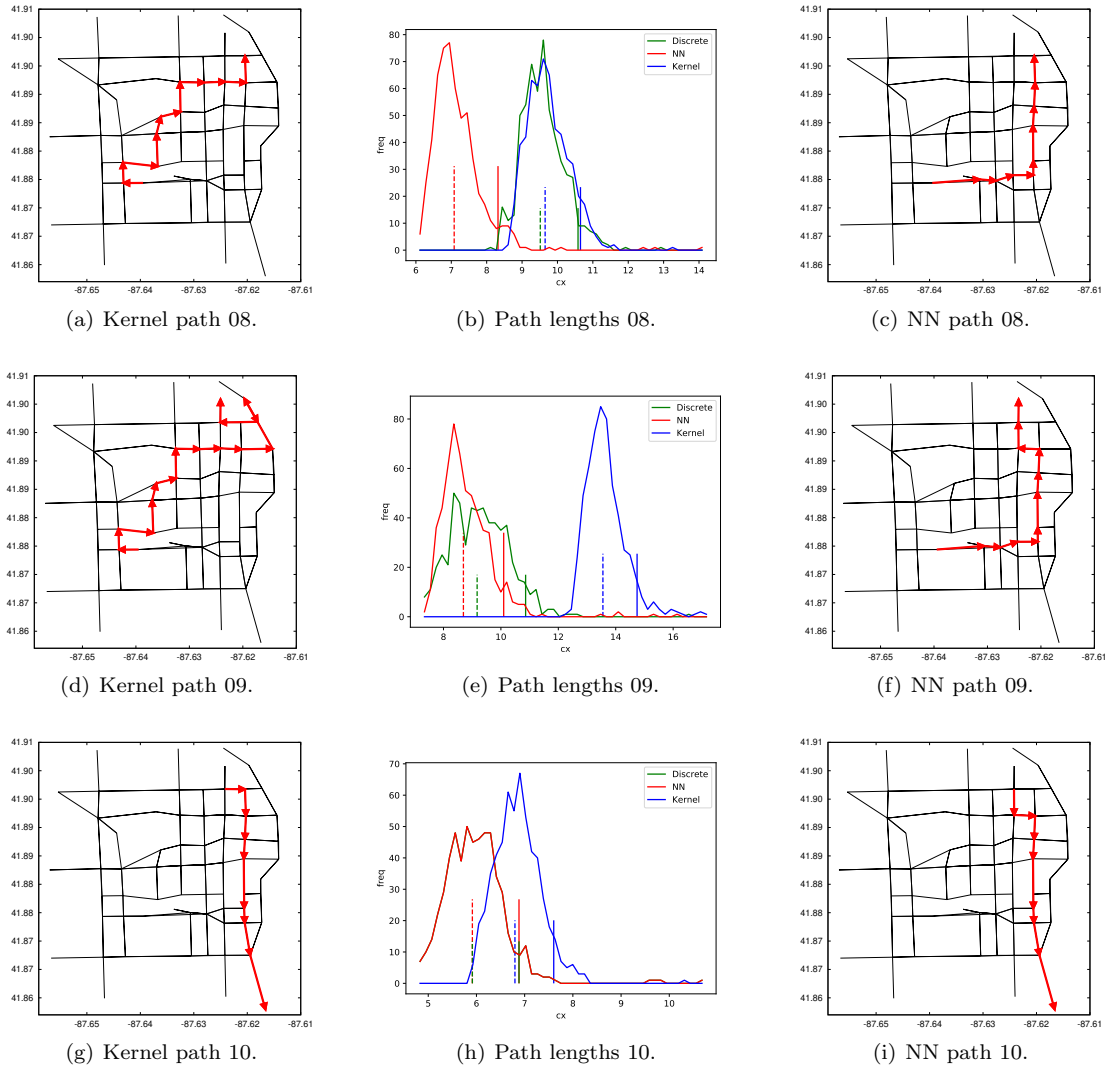 41.91
41.90
41.90
41.89
41.89
41.88
41.88
41.87
41.87
41.86
-87.65 -87.64 -87.63 -87.62 -87.61
(a) Kernel path 08.
80
70
60
50
40
30
20
10
0
freq
6 7 8 9 10 11 12 13 14
cx
Discrete
NN
Kernel
(b) Path lengths 08.
41.91
41.90
41.90
41.89
41.89
41.88
41.88
41.87
41.87
41.86
-87.65 -87.64 -87.63 -87.62 -87.61
(c) NN path 08.
41.91
41.90
41.90
41.89
41.89
41.88
41.88
41.87
41.87
41.86
-87.65 -87.64 -87.63 -87.62 -87.61
(d) Kernel path 09.
80
60
40
20
0
freq
8 10 12 14 16
cx
Discrete
NN
Kernel
(e) Path lengths 09.
41.91
41.90
41.90
41.89
41.89
41.88
41.88
41.87
41.87
41.86
-87.65 -87.64 -87.63 -87.62 -87.61
(f) NN path 09.
41.91
41.90
41.90
41.89
41.89
41.88
41.88
41.87
41.87
41.86
-87.65 -87.64 -87.63 -87.62 -87.61
(g) Kernel path 10.
70
60
50
40
30
20
10
0
freq
5 6 7 8 9 10
cx
Discrete
NN
Kernel
(h) Path lengths 10.
41.91
41.90
41.90
41.89
41.89
41.88
41.88
41.87
41.87
41.86
-87.65 -87.64 -87.63 -87.62 -87.61
(i) NN path 10.